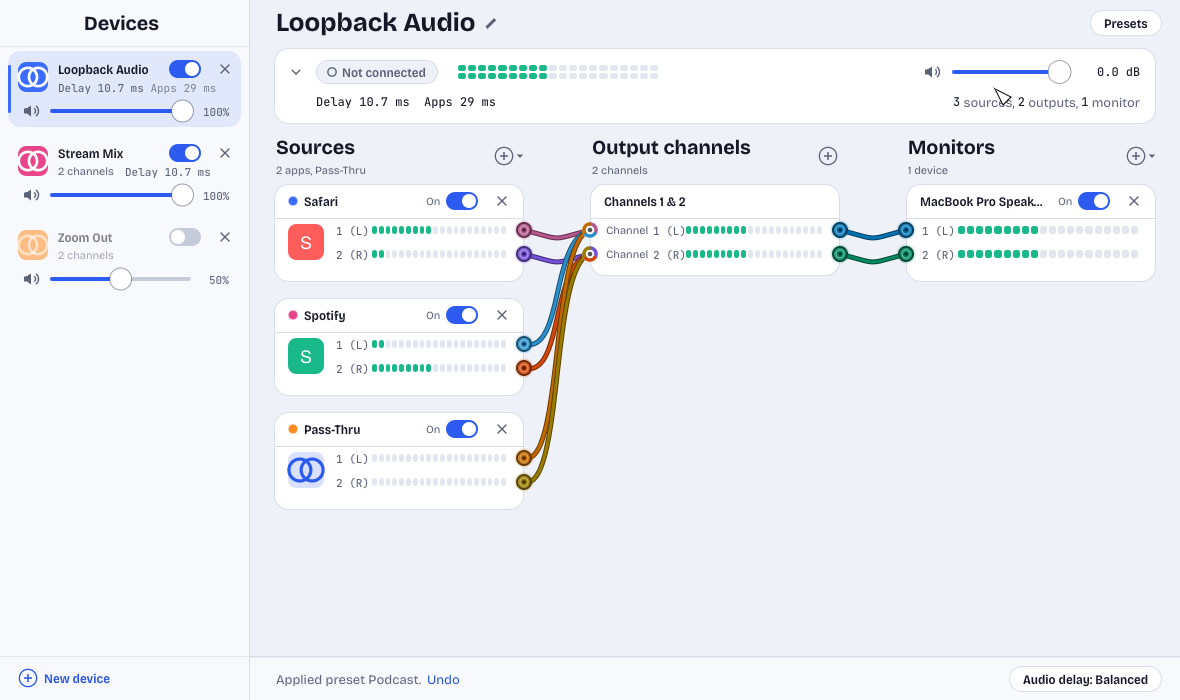 Devices
Loopback Audio
Delay 10.7 ms Apps 29 ms
100%
Stream Mix
2 channels Delay 10.7 ms
100%
Zoom Out
2 channels
50%
New device
Loopback Audio
Presets
Not connected
0.0 dB
Delay 10.7 ms Apps 29 ms
3 sources, 2 outputs, 1 monitor
Sources
2 apps, Pass-Thru
Safari On
S
1 (L)
2 (R)
Spotify On
S
1 (L)
2 (R)
Pass-Thru On
1 (L)
2 (R)
Output channels
2 channels
Channels 1 & 2
Channel 1 (L)
Channel 2 (R)
Monitors
1 device
MacBook Pro Speak... On
1 (L)
2 (R)
Applied preset Podcast. Undo
Audio delay: Balanced